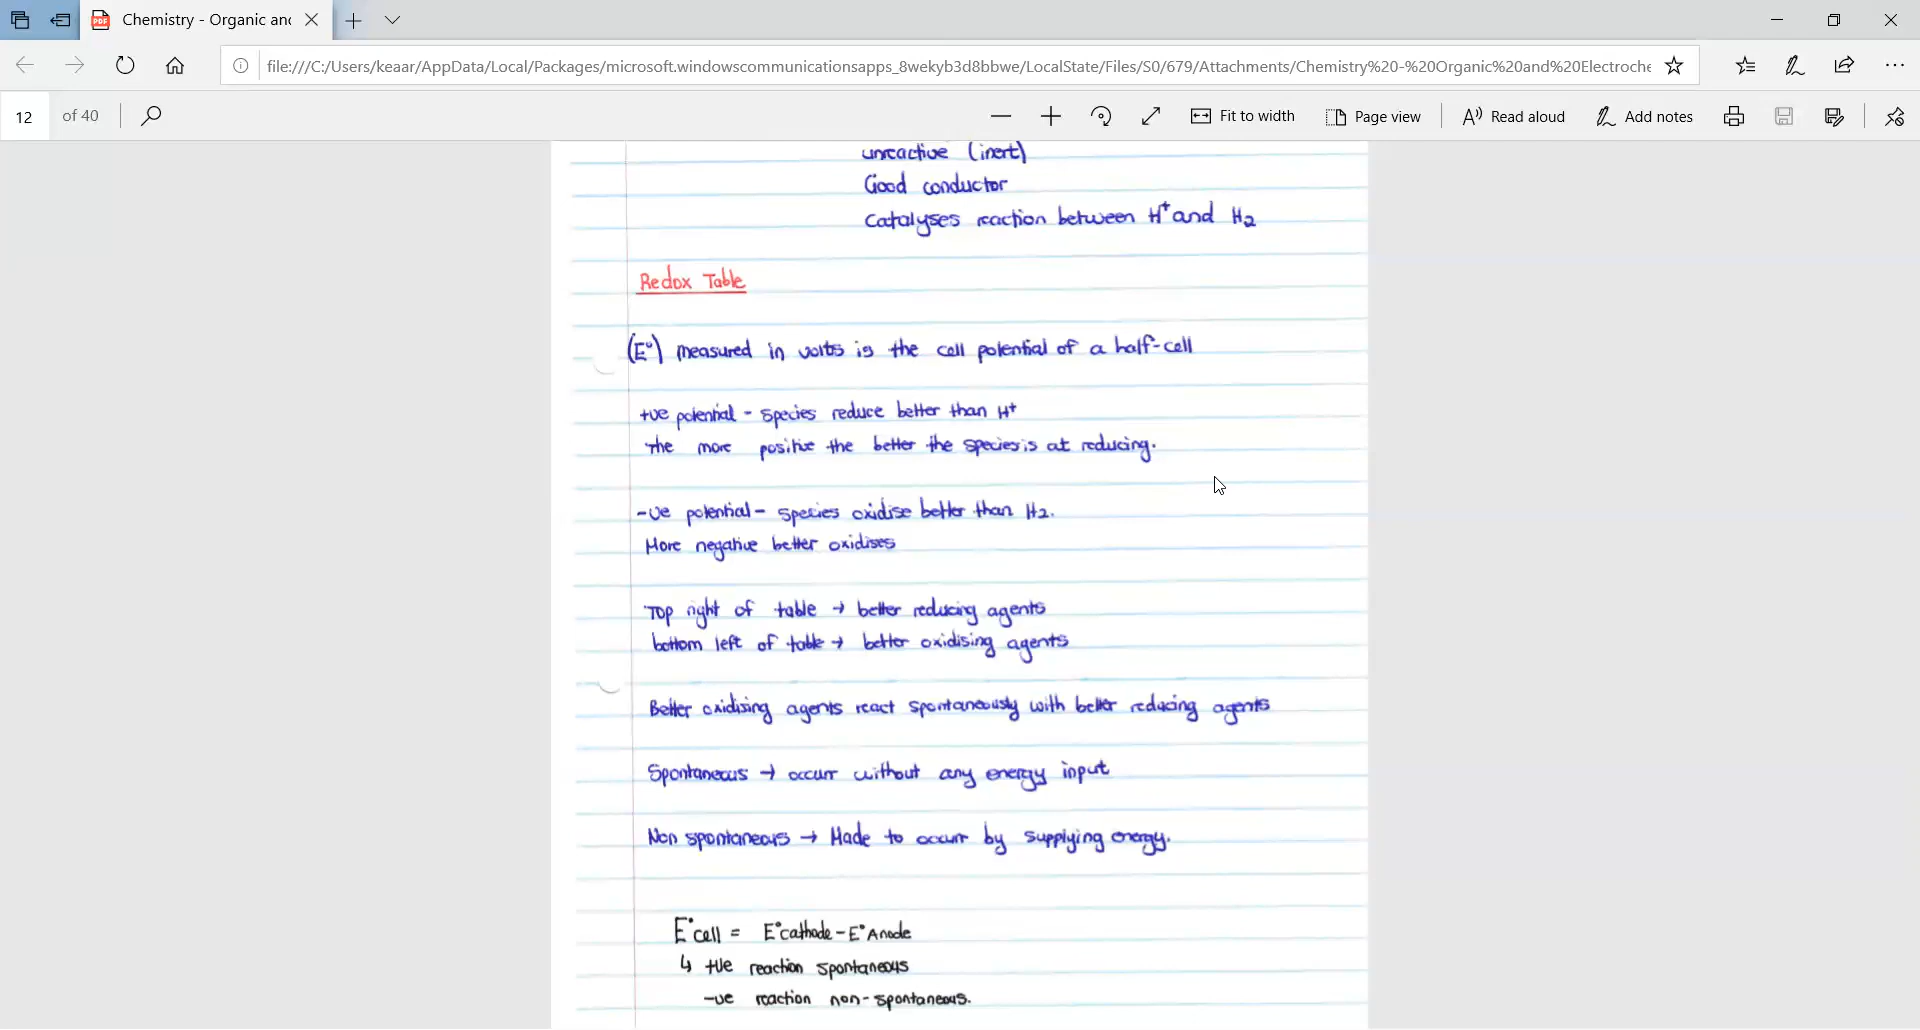 Chemistry - Organic and
file:///C:/Users/keaar/AppData/Local/Packages/microsoft.windowscommunicationsapps_8wekyb3d8bbwe/LocalState/Files/S0/679/Attachments/Chemistry%20-%20Organic%20and%20Electroche
12 of 40 Fit to width Page view Read aloud Add notes
unreactive (inert)
Good conductor
Catalyses reaction between H⁺ and H₂
Redox Table
(E°) measured in volts is the cell potential of a half-cell
+ve potential - species reduce better than H⁺
The more positive the better the species is at reducing.
-ve potential - species oxidise better than H₂.
More negative better oxidises
Top right of table → better reducing agents
bottom left of table → better oxidising agents
Better oxidising agents react spontaneously with better reducing agents
Spontaneous → occurr without any energy input
Non spontaneous → Made to occurr by supplying energy.
E°cell = E°cathode - E°Anode
↳ +ve reaction spontaneous
-ve reaction non-spontaneous.